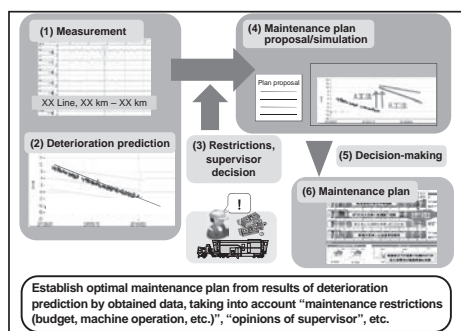 (1) Measurement
XX Line, XX km – XX km
(2) Deterioration prediction
(3) Restrictions,
supervisor
decision
!
(4) Maintenance plan
proposal/simulation
Plan proposal
(5) Decision-making
(6) Maintenance plan
Establish optimal maintenance plan from results of deterioration
prediction by obtained data, taking into account “maintenance restrictions
(budget, machine operation, etc.)”, “opinions of supervisor”, etc.